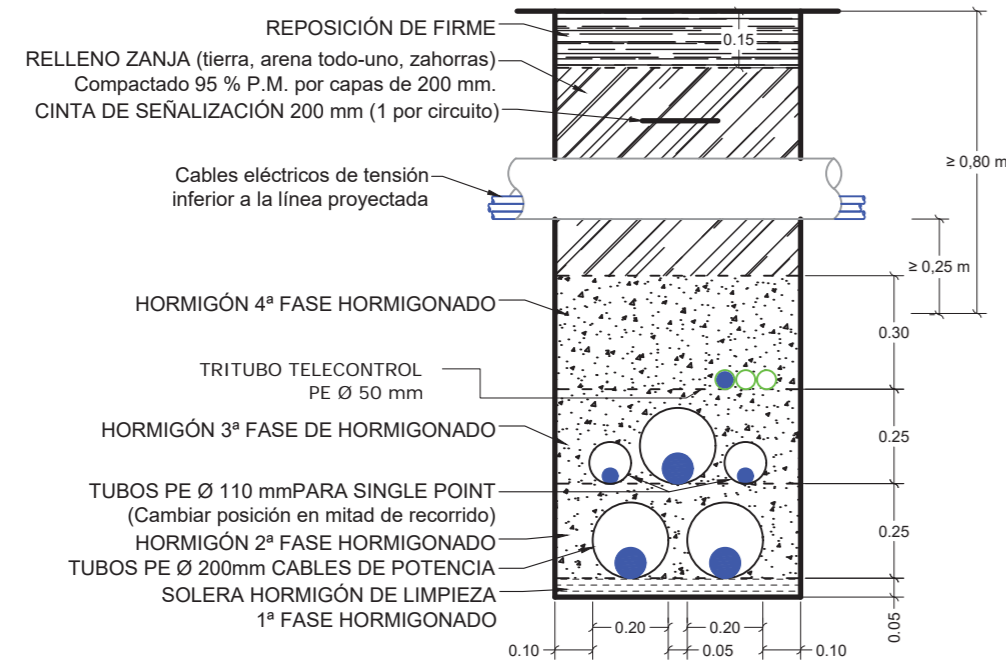 REPOSICIÓN DE FIRME
0.15
RELLENO ZANJA (tierra, arena todo-uno, zahorras)
Compactado 95 % P.M. por capas de 200 mm.
CINTA DE SEÑALIZACIÓN 200 mm (1 por circuito)
≥ 0,80 m
Cables eléctricos de tensión
inferior a la línea proyectada
≥ 0,25 m
HORMIGÓN 4ª FASE HORMIGONADO
0.30
TRITUBO TELECONTROL
PE Ø 50 mm
HORMIGÓN 3ª FASE DE HORMIGONADO
0.25
TUBOS PE Ø 110 mmPARA SINGLE POINT
(Cambiar posición en mitad de recorrido)
HORMIGÓN 2ª FASE HORMIGONADO
0.25
TUBOS PE Ø 200mm CABLES DE POTENCIA
SOLERA HORMIGÓN DE LIMPIEZA
1ª FASE HORMIGONADO
0.05
0.20
0.20
0.10
0.05
0.10